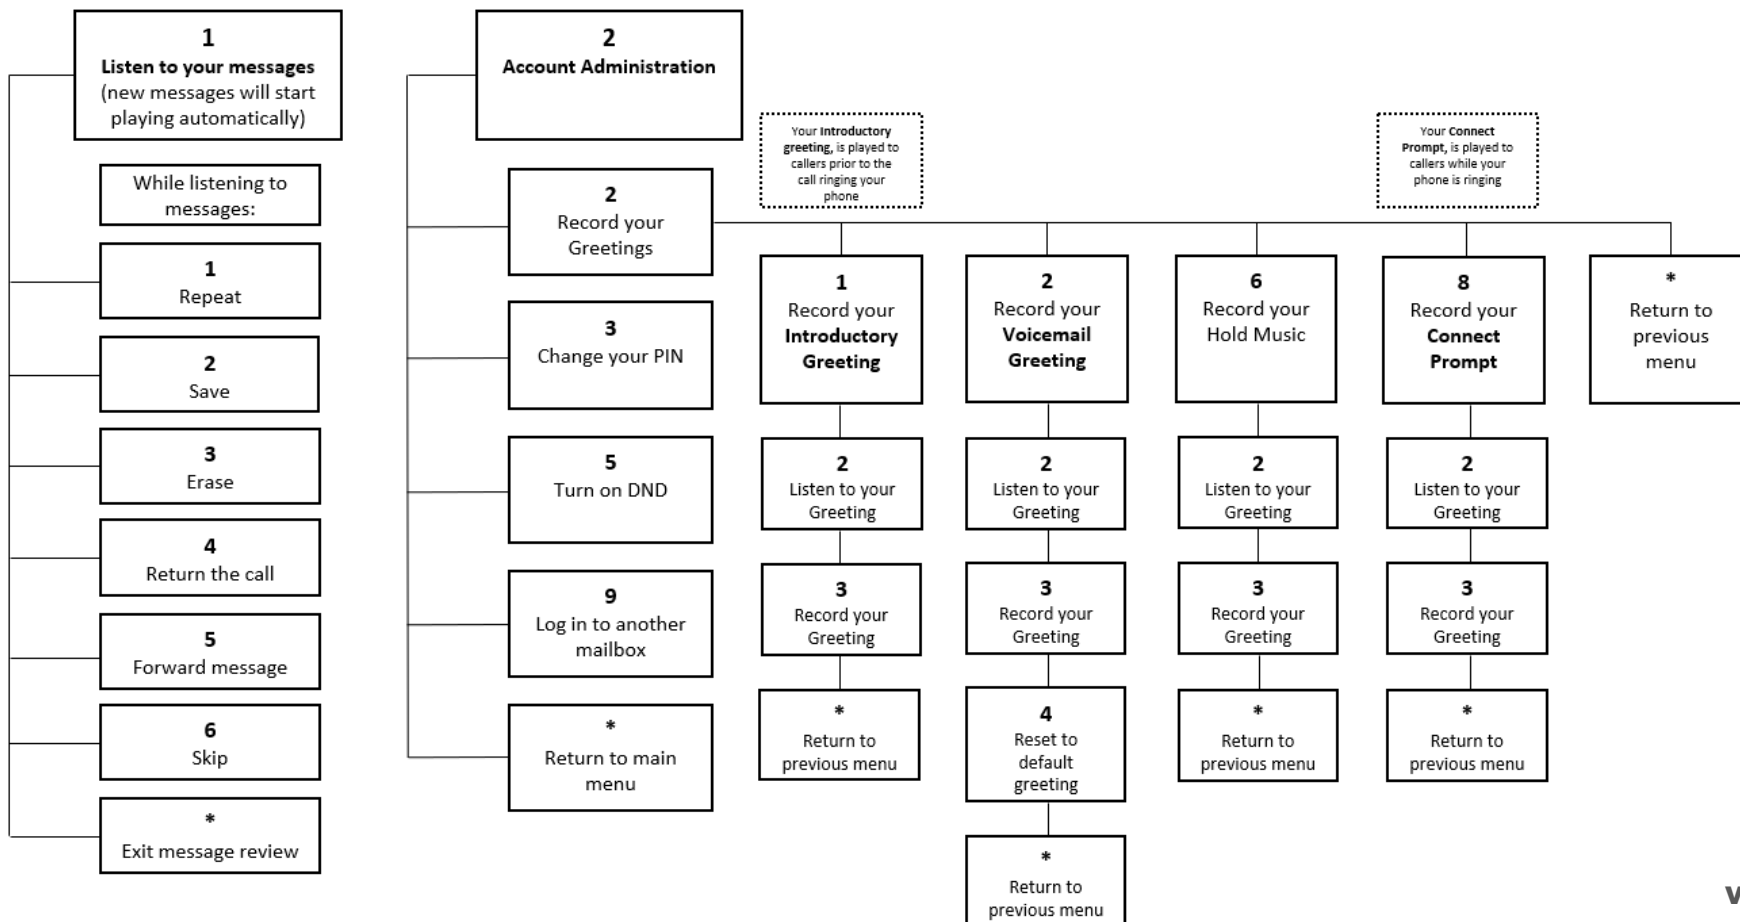 1
Listen to your messages
(new messages will start
playing automatically)
While listening to
messages:
1
Repeat
2
Save
3
Erase
4
Return the call
5
Forward message
6
Skip
*
Exit message review
2
Account Administration
2
Record your
Greetings
3
Change your PIN
5
Turn on DND
9
Log in to another
mailbox
*
Return to main
menu
Your Introductory
greeting, is played to
callers prior to the
call ringing your
phone
1
Record your
Introductory
Greeting
2
Listen to your
Greeting
3
Record your
Greeting
*
Return to
previous menu
2
Record your
Voicemail
Greeting
2
Listen to your
Greeting
3
Record your
Greeting
4
Reset to
default
greeting
*
Return to
previous menu
6
Record your
Hold Music
2
Listen to your
Greeting
3
Record your
Greeting
*
Return to
previous menu
Your Connect
Prompt, is played to
callers while your
phone is ringing
8
Record your
Connect
Prompt
2
Listen to your
Greeting
3
Record your
Greeting
*
Return to
previous menu
*
Return to
previous
menu